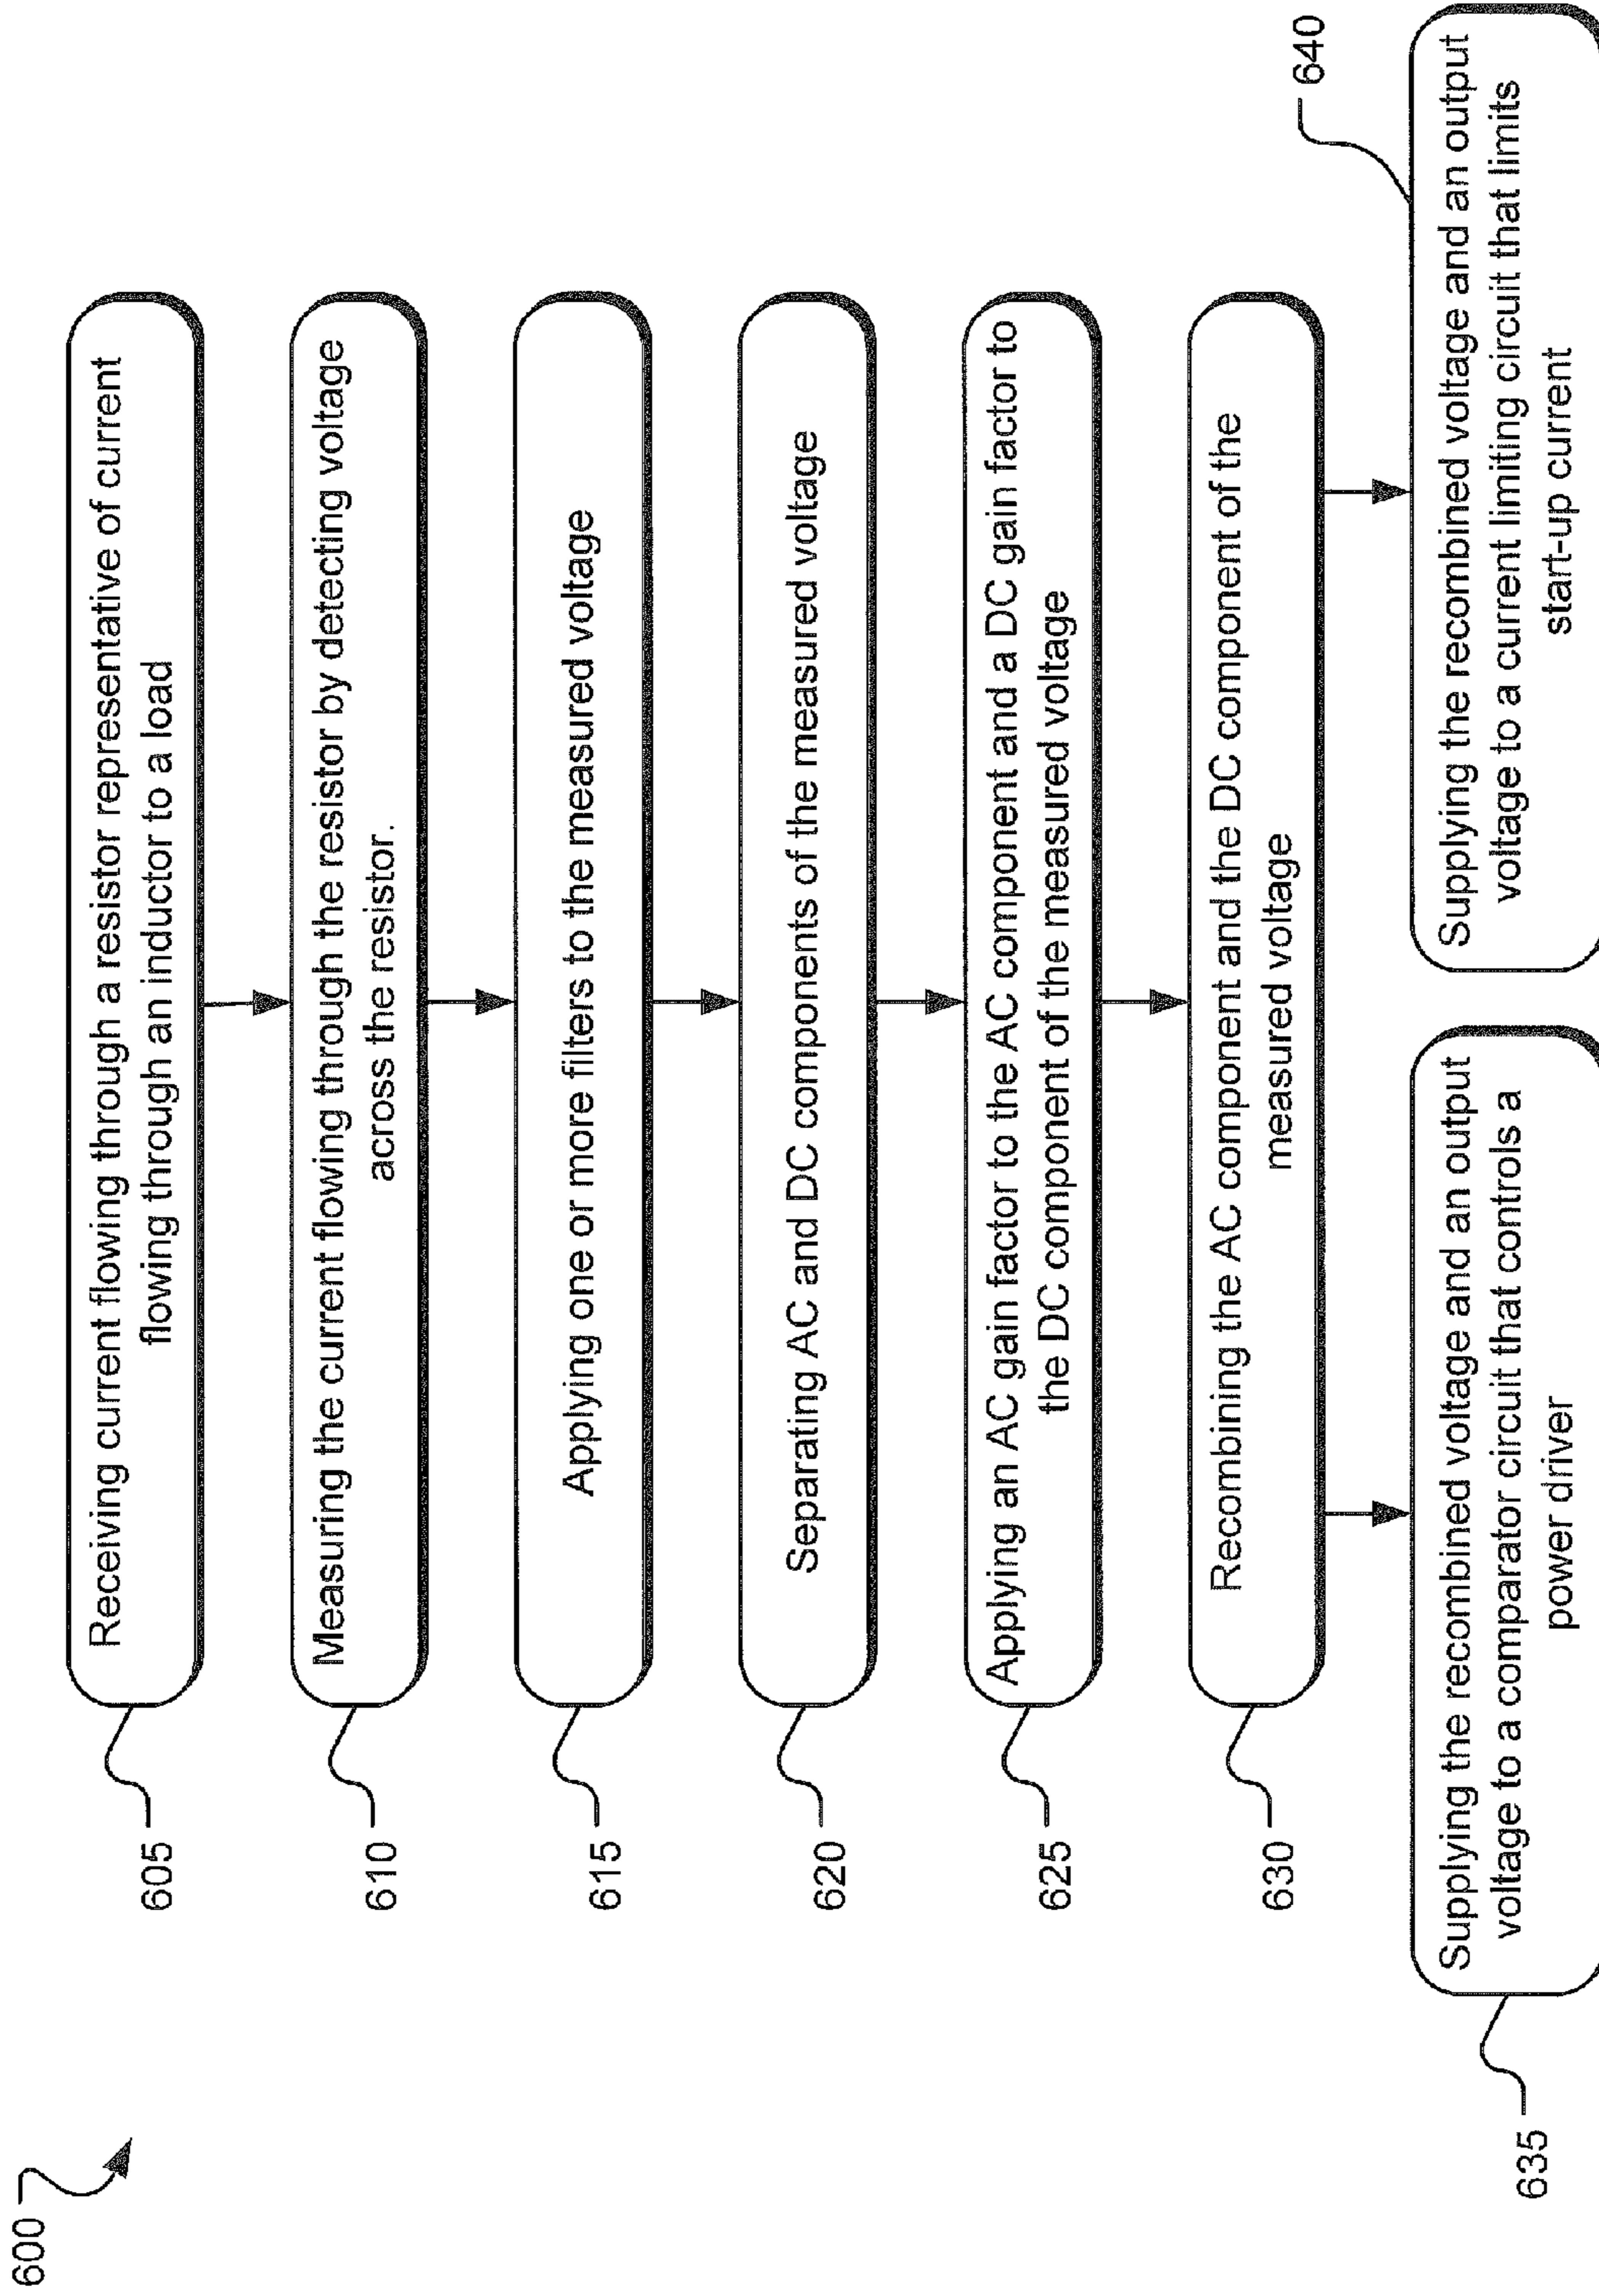 600
605
Receiving current flowing through a resistor representative of current
flowing through an inductor to a load
610
Measuring the current flowing through the resistor by detecting voltage
across the resistor.
615
Applying one or more filters to the measured voltage
620
Separating AC and DC components of the measured voltage
625
Applying an AC gain factor to the AC component and a DC gain factor to
the DC component of the measured voltage
630
Recombining the AC component and the DC component of the
measured voltage
635
Supplying the recombined voltage and an output
voltage to a comparator circuit that controls a
power driver
640
Supplying the recombined voltage and an output
voltage to a current limiting circuit that limits
start-up current